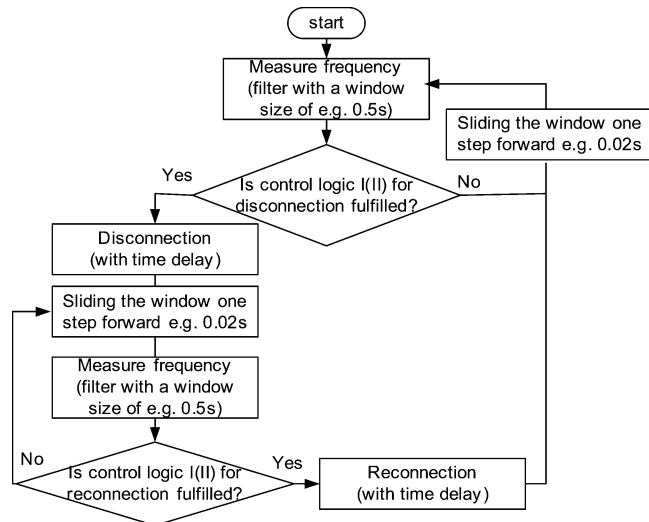 start
Measure frequency
(filter with a window
size of e.g. 0.5s)
Sliding the window one
step forward e.g. 0.02s
Yes
Is control logic I(II) for
disconnection fulfilled?
No
Disconnection
(with time delay)
Sliding the window one
step forward e.g. 0.02s
Measure frequency
(filter with a window
size of e.g. 0.5s)
No
Is control logic I(II) for
reconnection fulfilled?
Yes
Reconnection
(with time delay)